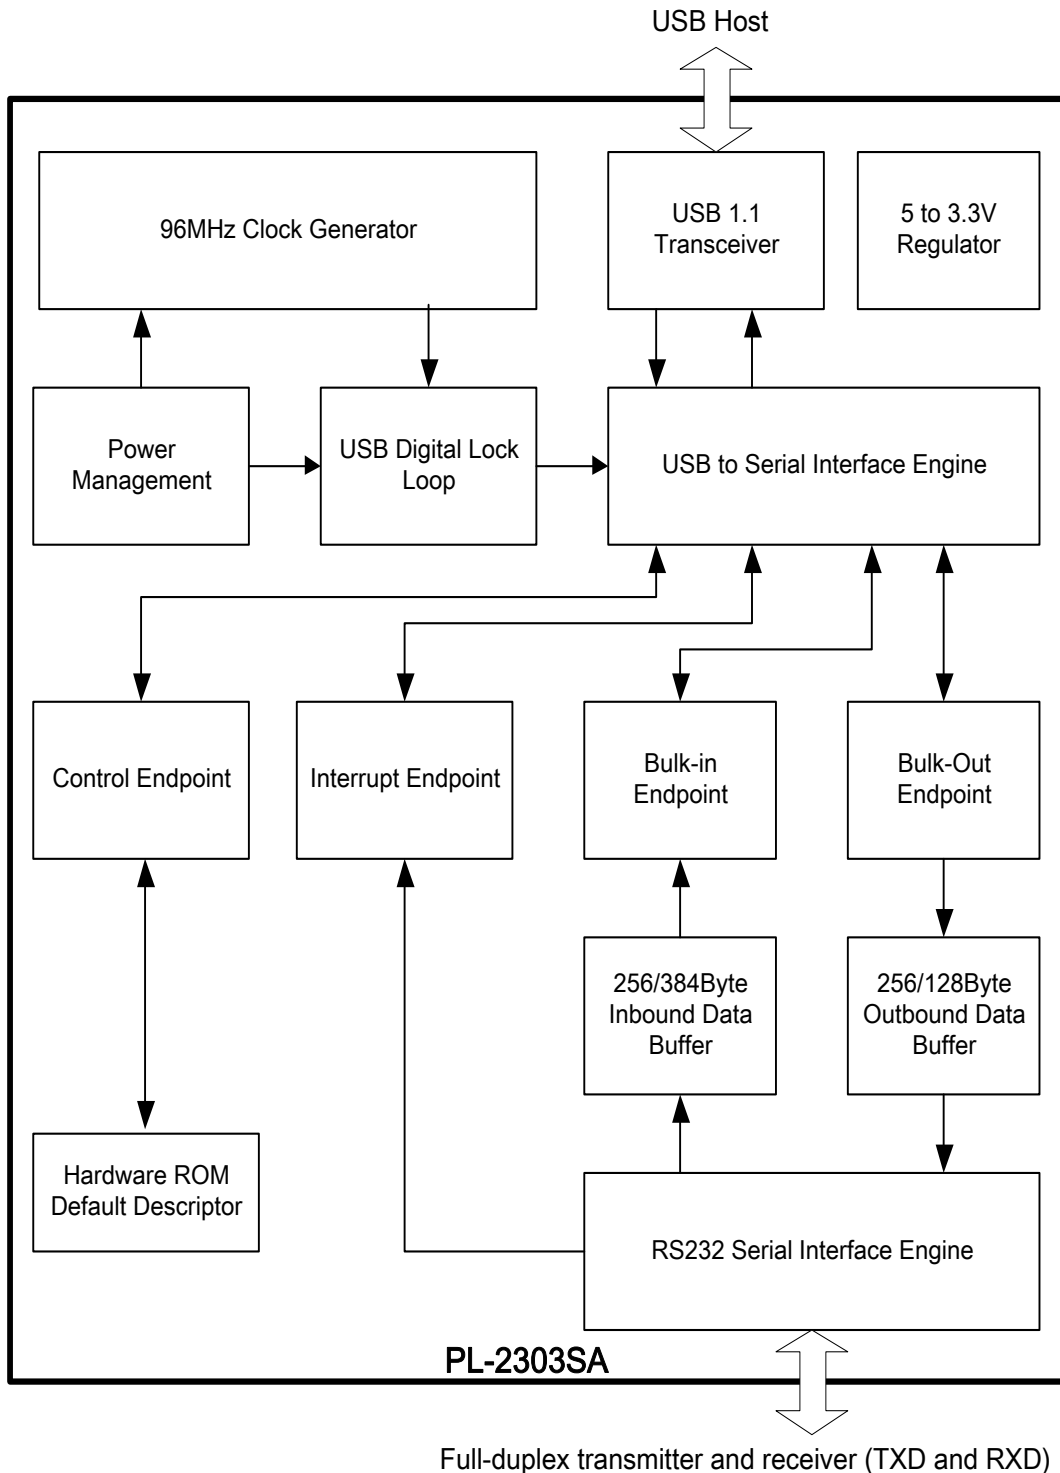 USB Host
96MHz Clock Generator
USB 1.1
Transceiver
5 to 3.3V
Regulator
Power
Management
USB Digital Lock
Loop
USB to Serial Interface Engine
Control Endpoint
Interrupt Endpoint
Bulk-in
Endpoint
Bulk-Out
Endpoint
256/384Byte
Inbound Data
Buffer
256/128Byte
Outbound Data
Buffer
Hardware ROM
Default Descriptor
RS232 Serial Interface Engine
PL-2303SA
Full-duplex transmitter and receiver (TXD and RXD)